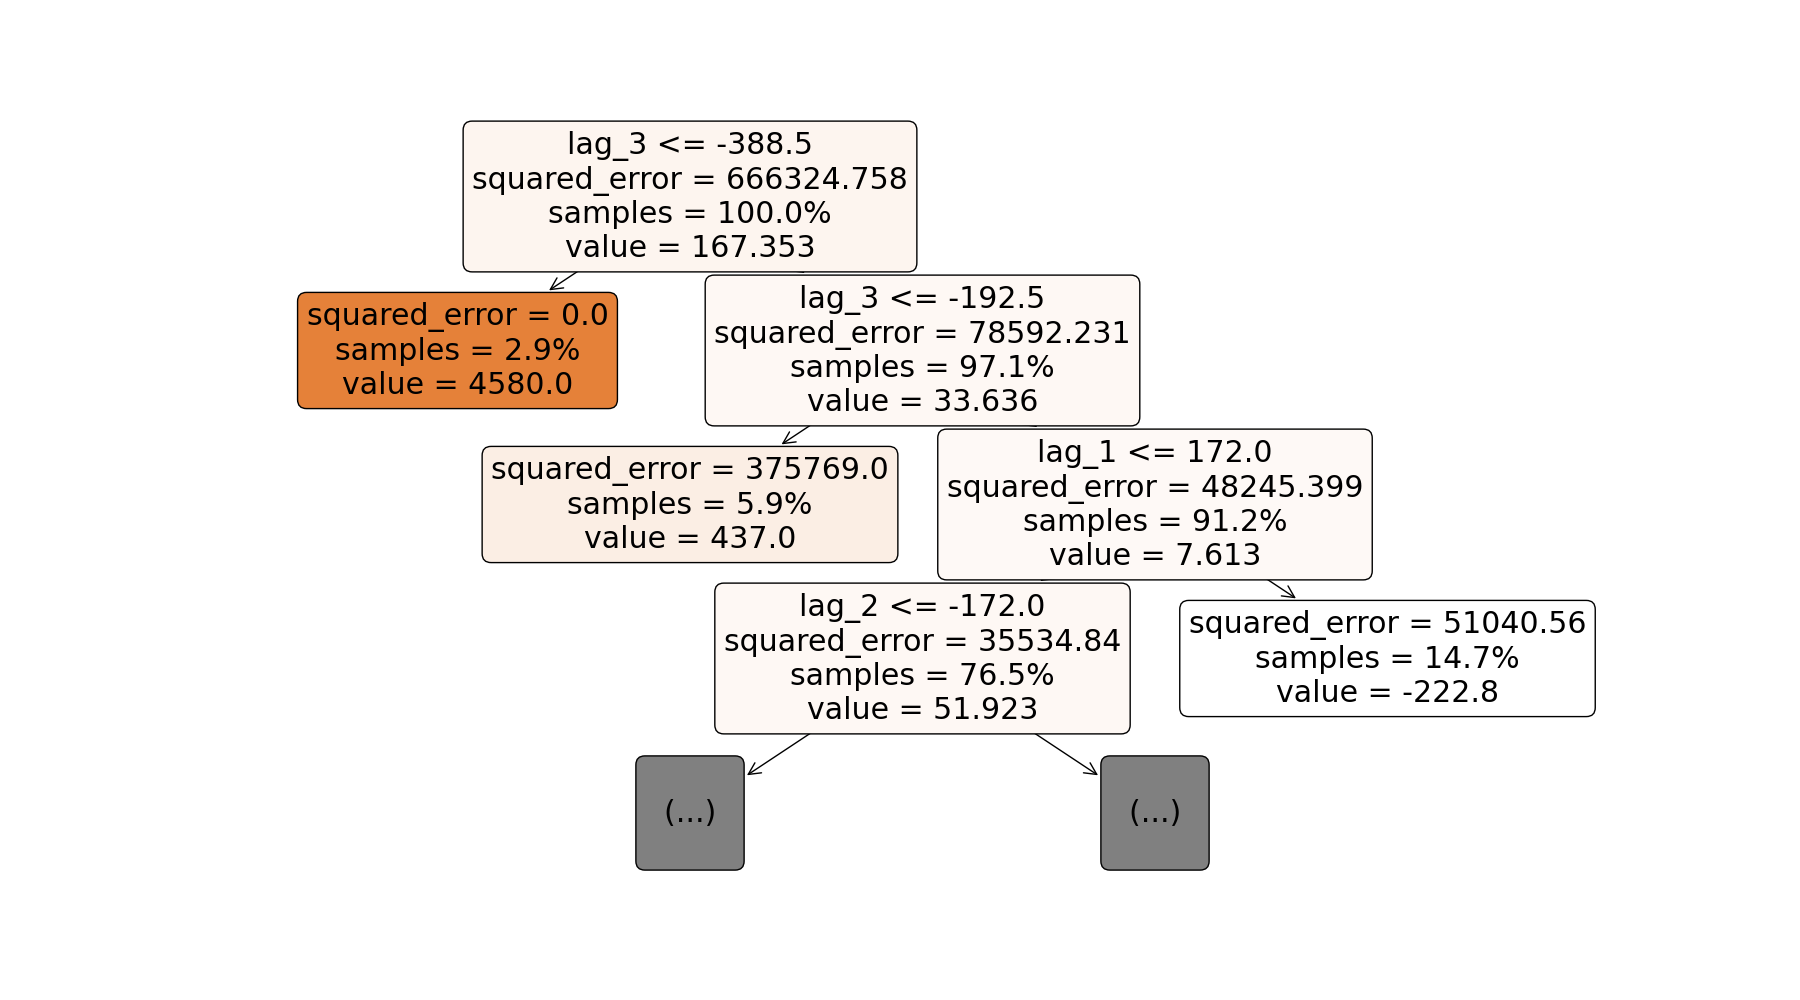 lag_3 <= -388.5
squared_error = 666324.758
samples = 100.0%
value = 167.353
squared_error = 0.0
samples = 2.9%
value = 4580.0
lag_3 <= -192.5
squared_error = 78592.231
samples = 97.1%
value = 33.636
squared_error = 375769.0
samples = 5.9%
value = 437.0
lag_1 <= 172.0
squared_error = 48245.399
samples = 91.2%
value = 7.613
lag_2 <= -172.0
squared_error = 35534.84
samples = 76.5%
value = 51.923
squared_error = 51040.56
samples = 14.7%
value = -222.8
(...)
(...)